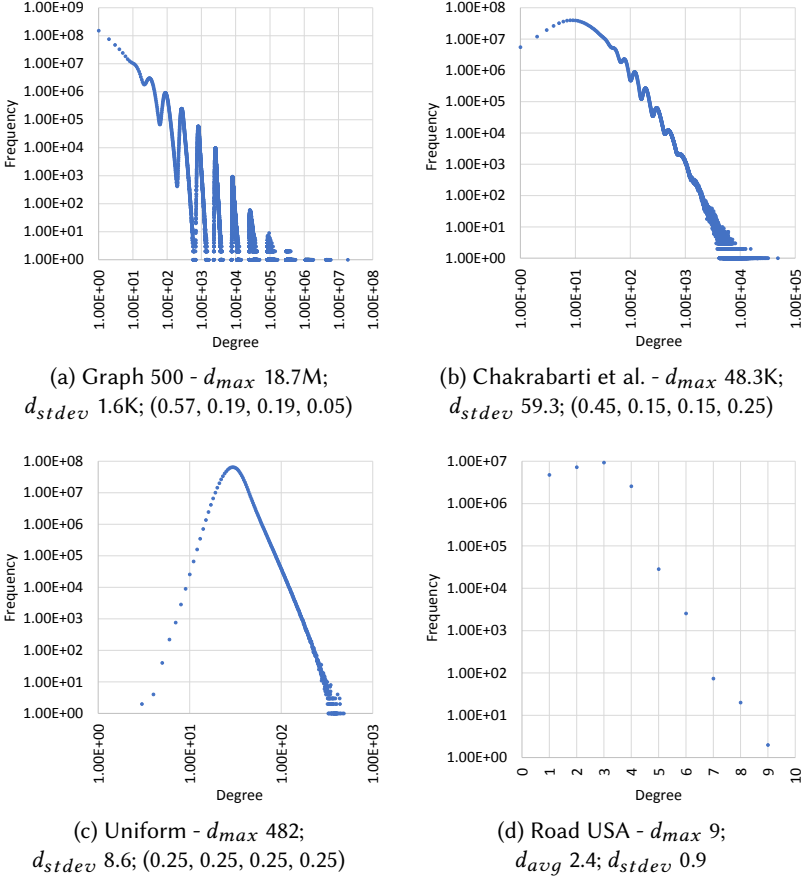 1.00E+09
1.00E+08
1.00E+07
1.00E+06
1.00E+05
1.00E+04
1.00E+03
1.00E+02
1.00E+01
1.00E+00
Frequency
1.00E+00
1.00E+01
1.00E+02
1.00E+03
1.00E+04
1.00E+05
1.00E+06
1.00E+07
1.00E+08
Degree
(a) Graph 500 - dmax 18.7M;
dstdev 1.6K; (0.57, 0.19, 0.19, 0.05)
1.00E+08
1.00E+07
1.00E+06
1.00E+05
1.00E+04
1.00E+03
1.00E+02
1.00E+01
1.00E+00
Frequency
1.00E+00
1.00E+01
1.00E+02
1.00E+03
1.00E+04
1.00E+05
Degree
(b) Chakrabarti et al. - dmax 48.3K;
dstdev 59.3; (0.45, 0.15, 0.15, 0.25)
1.00E+08
1.00E+07
1.00E+06
1.00E+05
1.00E+04
1.00E+03
1.00E+02
1.00E+01
1.00E+00
Frequency
1.00E+00
1.00E+01
1.00E+02
1.00E+03
Degree
(c) Uniform - dmax 482;
dstdev 8.6; (0.25, 0.25, 0.25, 0.25)
1.00E+07
1.00E+06
1.00E+05
1.00E+04
1.00E+03
1.00E+02
1.00E+01
1.00E+00
Frequency
0
1
2
3
4
5
6
7
8
9
10
Degree
(d) Road USA - dmax 9;
davg 2.4; dstdev 0.9